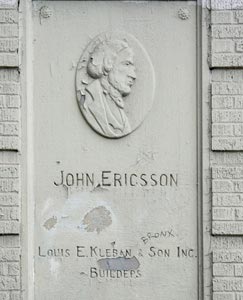 JOHN ERICSSON
BRONX
LOUIS E. KLEBAN & SON INC.
BUILDERS